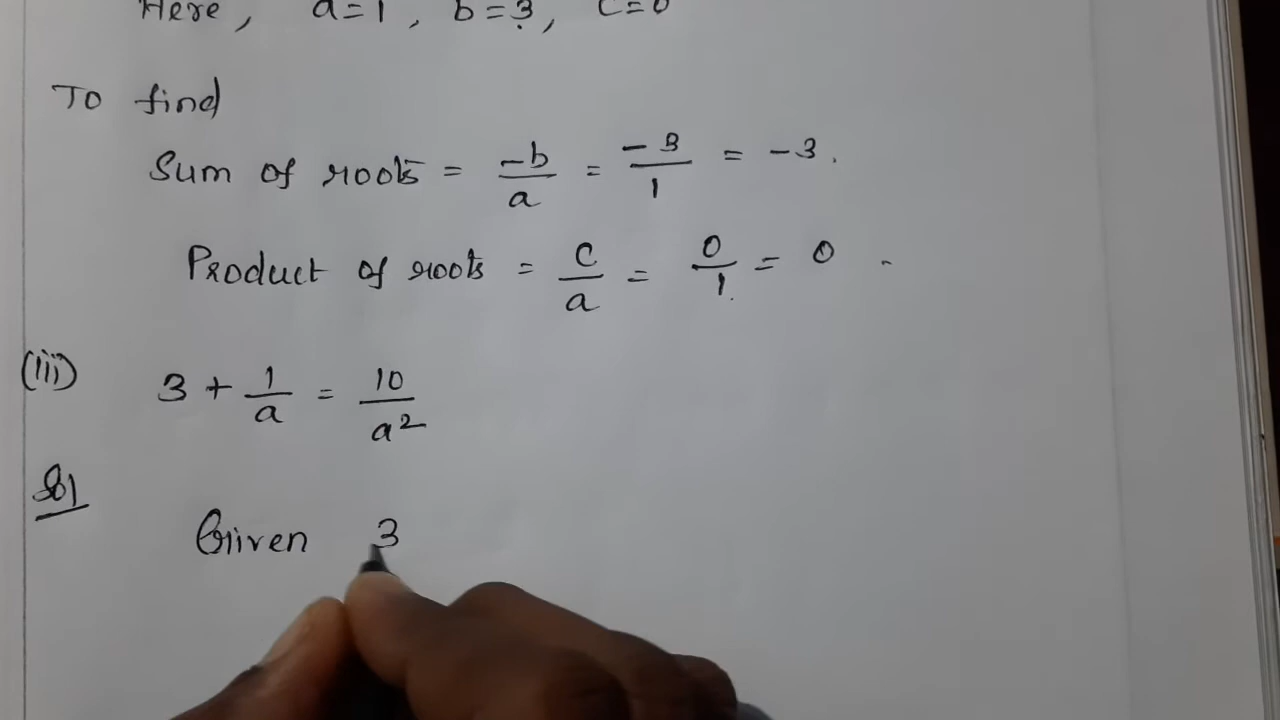 Here, a=1, b=3, c=0
To find
Sum of roots = -b/a = -3/1 = -3.
Product of roots = c/a = 0/1 = 0.
(iii) 3 + 1/a = 10/a²
Sol
Given 3